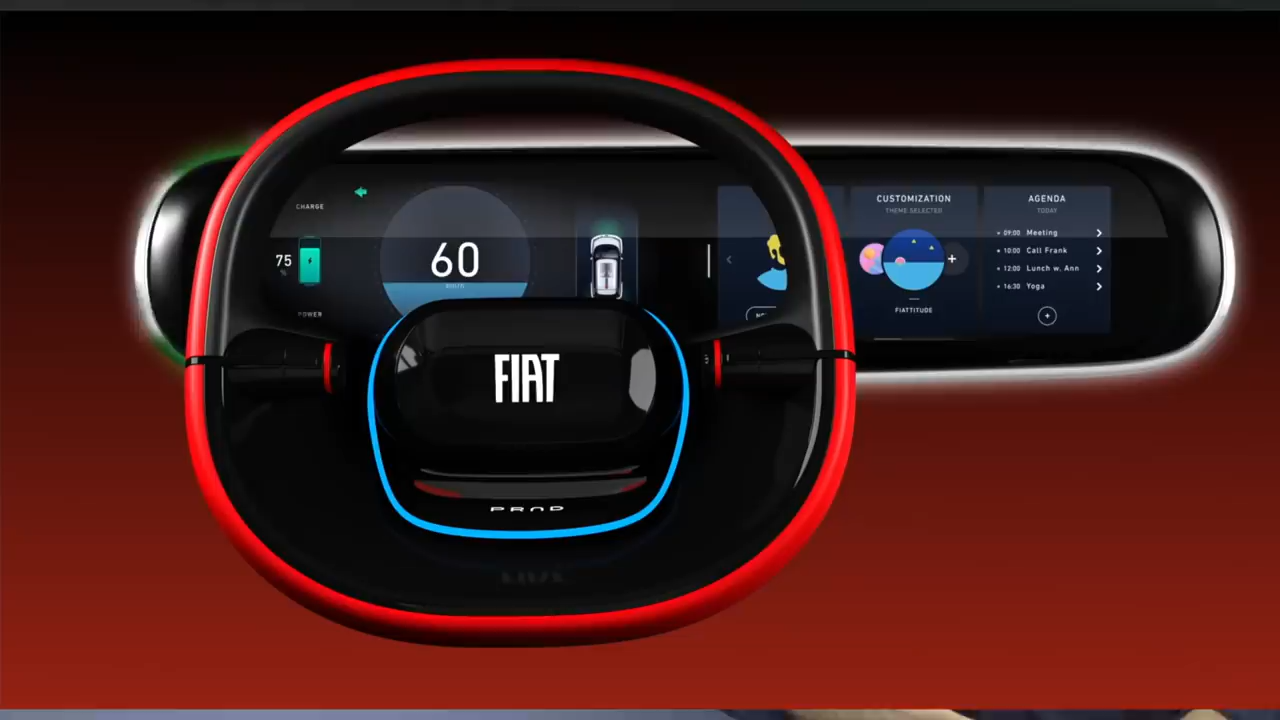 CHARGE
75
%
POWER
60
km/h
FIAT
PRND
CUSTOMIZATION
THEME SELECTED
+
FIATTITUDE
AGENDA
TODAY
• 09:00 Meeting
• 10:00 Call Frank
• 12:00 Lunch w. Ann
• 16:30 Yoga
+